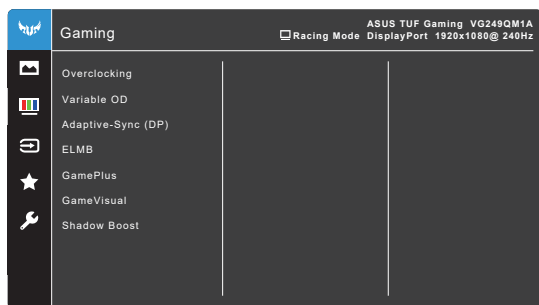 Gaming
ASUS TUF Gaming VG249QM1A
Racing Mode DisplayPort 1920x1080@ 240Hz
Overclocking
Variable OD
Adaptive-Sync (DP)
ELMB
GamePlus
GameVisual
Shadow Boost